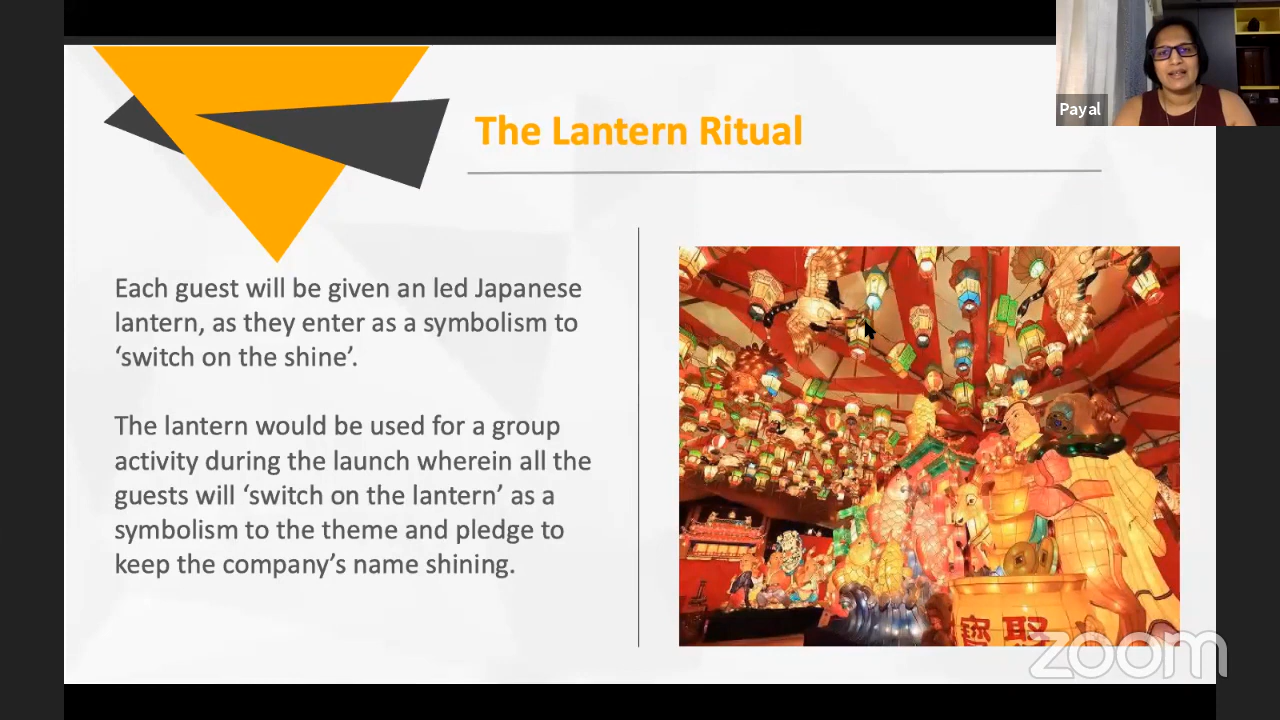 Payal
The Lantern Ritual
Each guest will be given an led Japanese
lantern, as they enter as a symbolism to
‘switch on the shine’.
The lantern would be used for a group
activity during the launch wherein all the
guests will ‘switch on the lantern’ as a
symbolism to the theme and pledge to
keep the company’s name shining.
寶聚
zoom